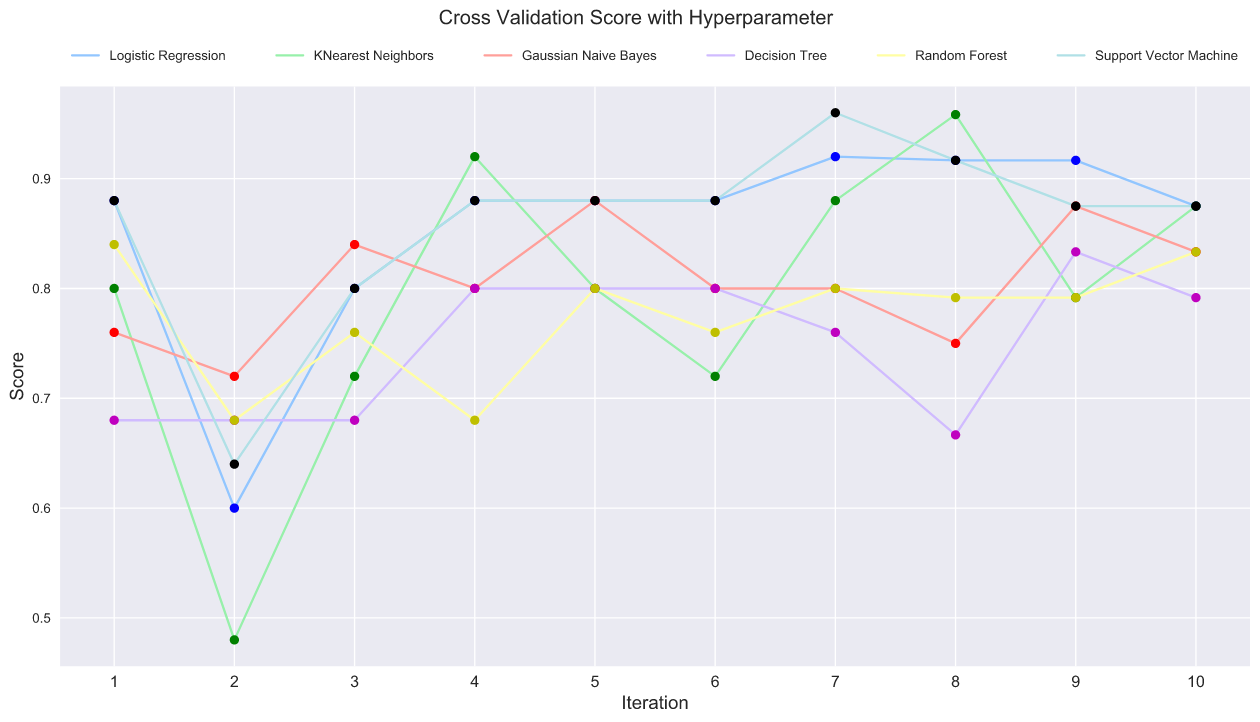 Cross Validation Score with Hyperparameter
Logistic Regression KNearest Neighbors Gaussian Naive Bayes Decision Tree Random Forest Support Vector Machine
0.9
0.8
0.7
0.6
0.5
Score
1 2 3 4 5 6 7 8 9 10
Iteration